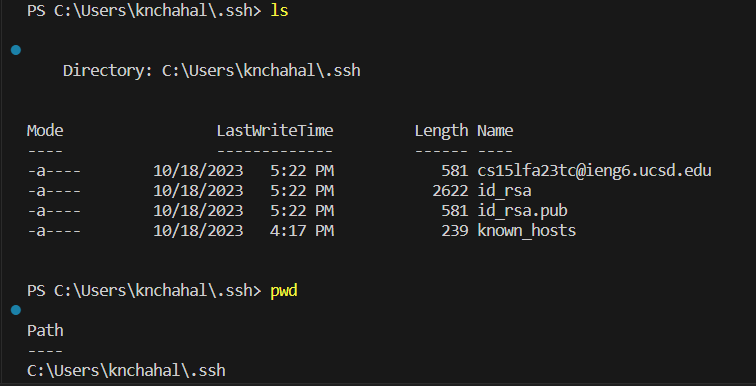 PS C:\Users\knchahal\.ssh> ls
Directory: C:\Users\knchahal\.ssh
Mode                 LastWriteTime         Length Name
----                 -------------         ------ ----
-a----        10/18/2023   5:22 PM            581 cs15lfa23tc@ieng6.ucsd.edu
-a----        10/18/2023   5:22 PM           2622 id_rsa
-a----        10/18/2023   5:22 PM            581 id_rsa.pub
-a----        10/18/2023   4:17 PM            239 known_hosts
PS C:\Users\knchahal\.ssh> pwd
Path
----
C:\Users\knchahal\.ssh